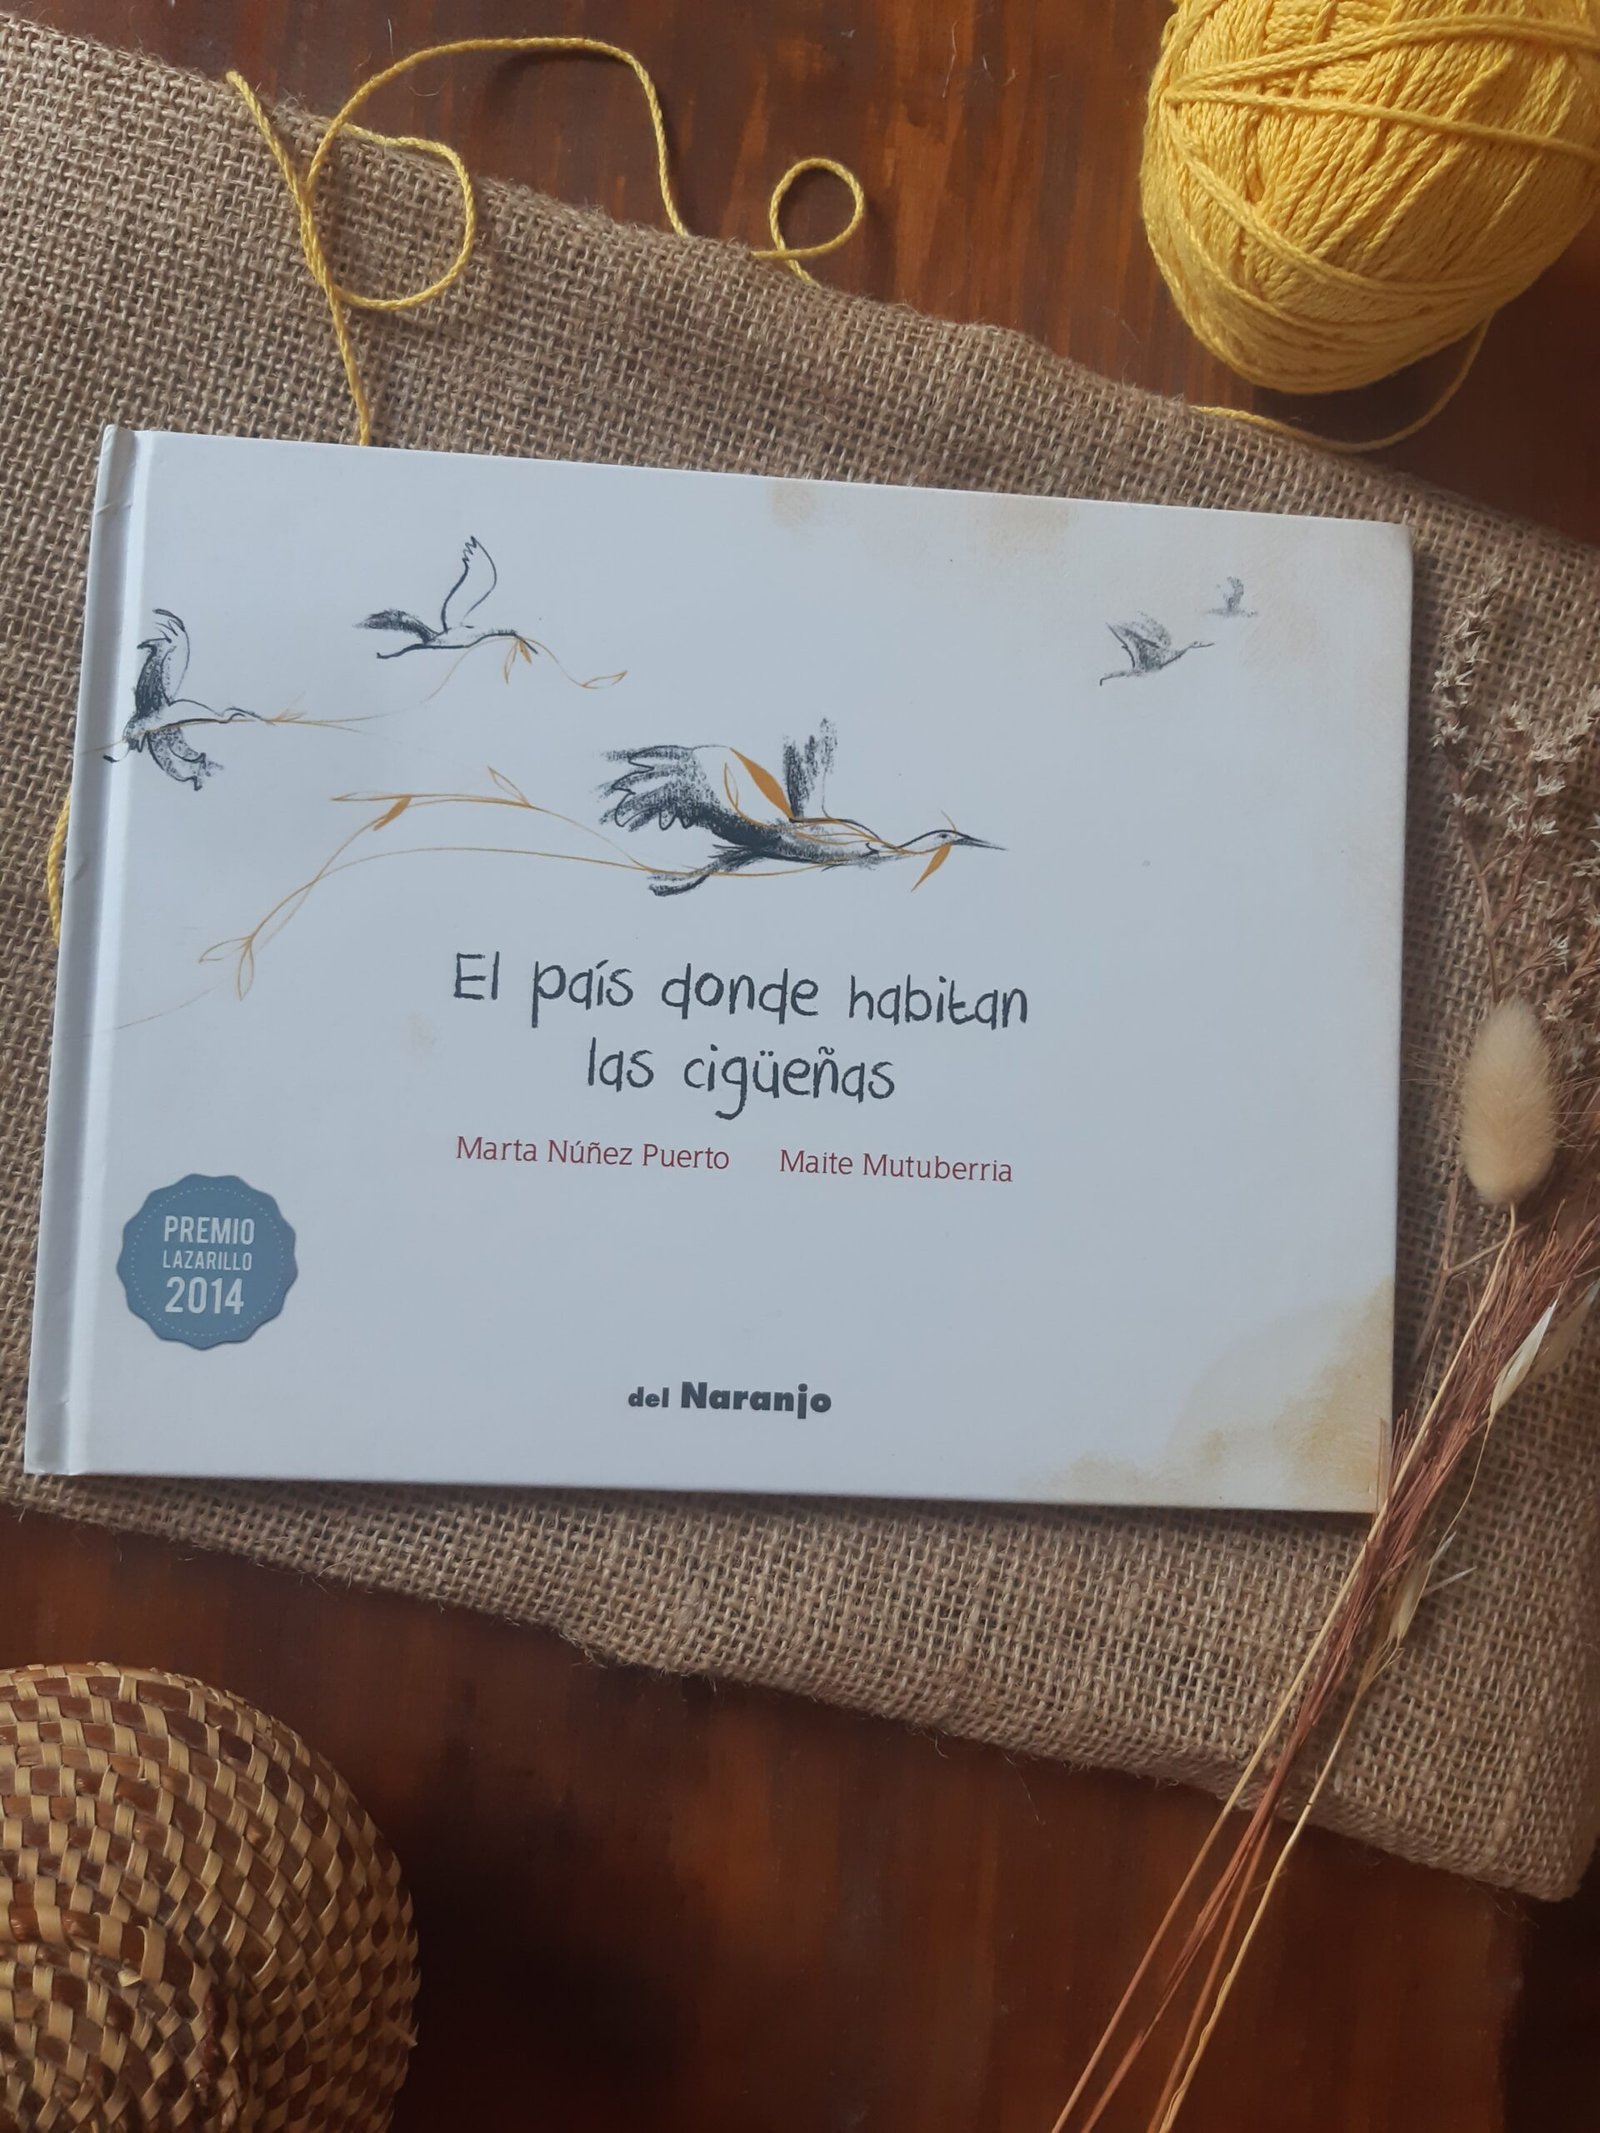 El país donde habitan
las cigüeñas
Marta Núñez Puerto Maite Mutuberria
PREMIO
LAZARILLO
2014
del Naranjo